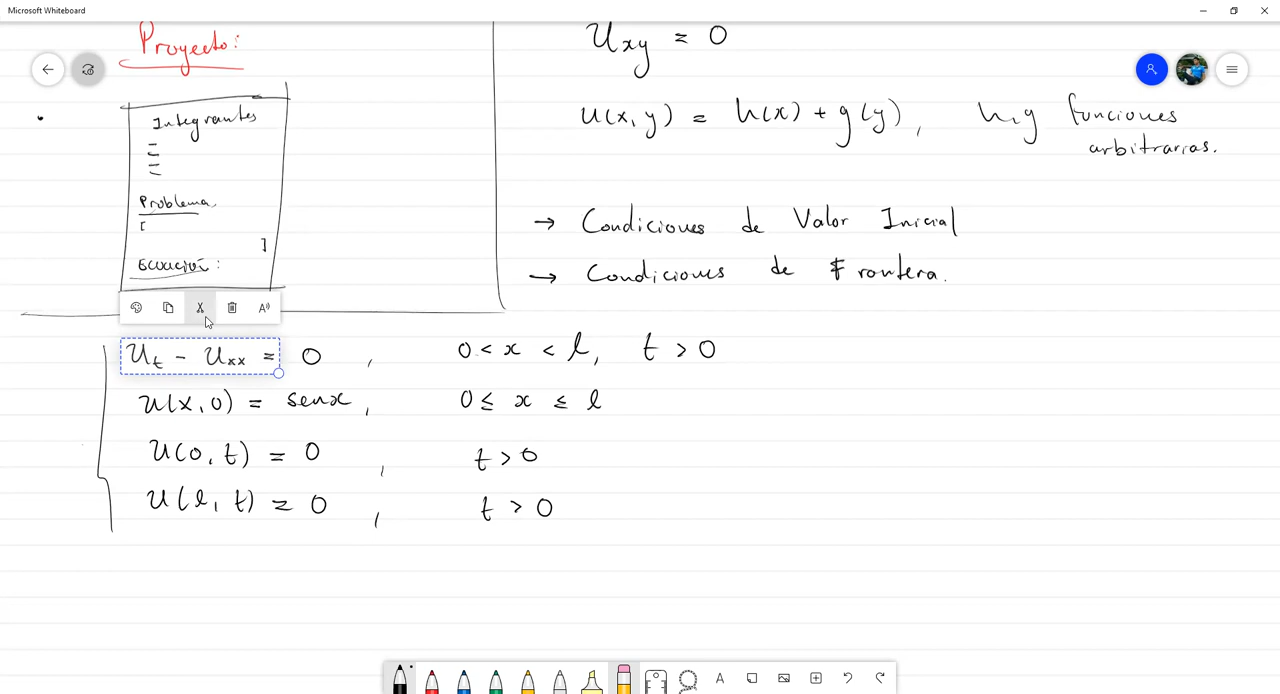 Microsoft Whiteboard
Proyecto:
Integrantes
Problema
[
]
Ecuación:
Uxy = 0
u(x,y) = h(x) + g(y), h, g funciones
arbitrarias.
→ Condiciones de Valor Inicial
→ Condiciones de Frontera.
Ut - Uxx = 0, 0 < x < l, t > 0
u(x,0) = senx, 0 ≤ x ≤ l
u(0,t) = 0, t > 0
u(l,t) = 0, t > 0
A